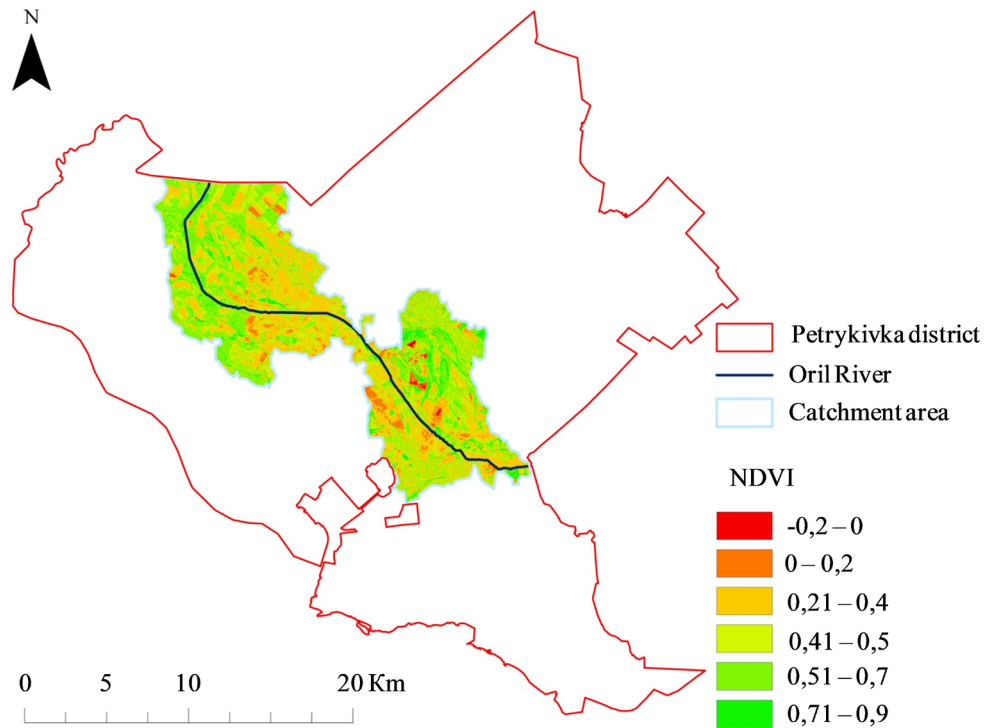 N
Petrykivka district
Oril River
Catchment area
NDVI
-0,2 – 0
0 – 0,2
0,21 – 0,4
0,41 – 0,5
0,51 – 0,7
0,71 – 0,9
0 5 10 20 Km